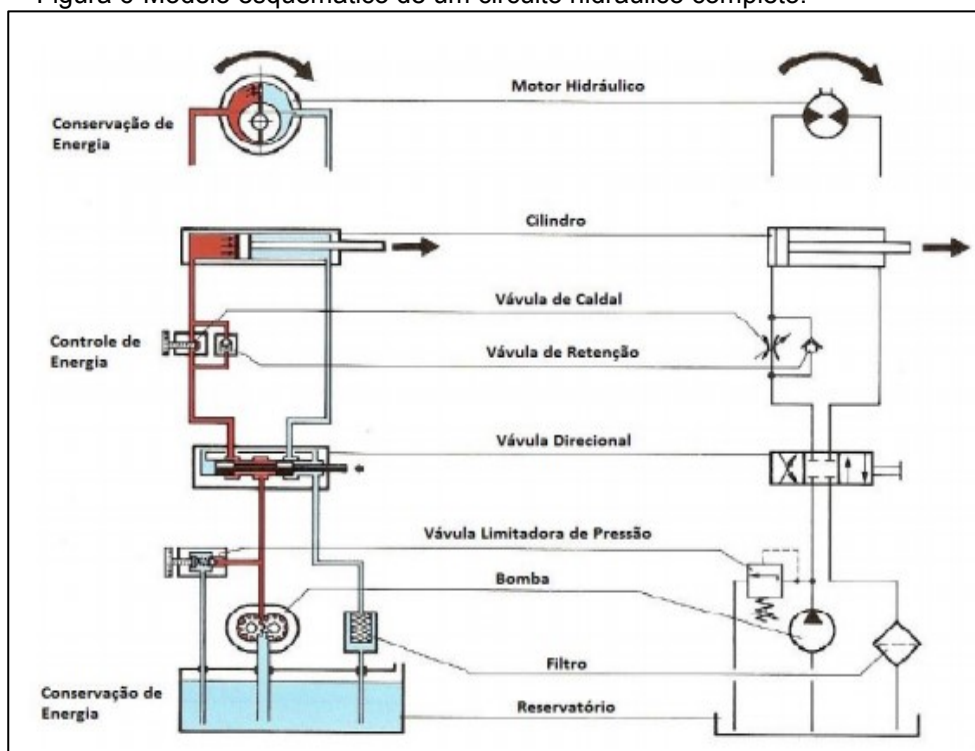 Figura 6 Modelo esquemático de um circuito hidráulico completo.
Motor Hidráulico
Conservação de
Energia
Cilindro
Vávula de Caldal
Controle de
Energia
Vávula de Retenção
Vávula Direcional
Vávula Limitadora de Pressão
Bomba
Filtro
Conservação de
Energia
Reservatório